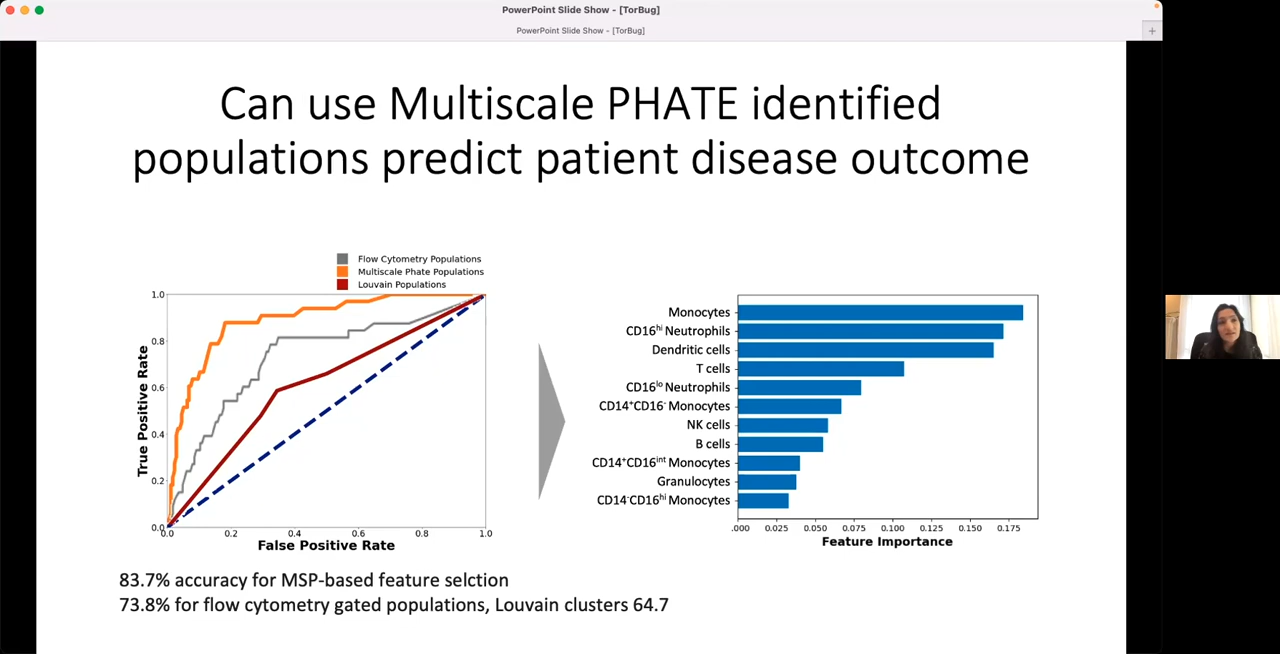 PowerPoint Slide Show - [TorBug]
PowerPoint Slide Show - [TorBug]
+
Can use Multiscale PHATE identified
populations predict patient disease outcome
Flow Cytometry Populations
Multiscale Phate Populations
Louvain Populations
True Positive Rate
1.0
0.8
0.6
0.4
0.2
0.0
0.0 0.2 0.4 0.6 0.8 1.0
False Positive Rate
Monocytes
CD16hi Neutrophils
Dendritic cells
T cells
CD16lo Neutrophils
CD14+CD16- Monocytes
NK cells
B cells
CD14+CD16int Monocytes
Granulocytes
CD14-CD16hi Monocytes
.000 0.025 0.050 0.075 0.100 0.125 0.150 0.175
Feature Importance
83.7% accuracy for MSP-based feature selction
73.8% for flow cytometry gated populations, Louvain clusters 64.7